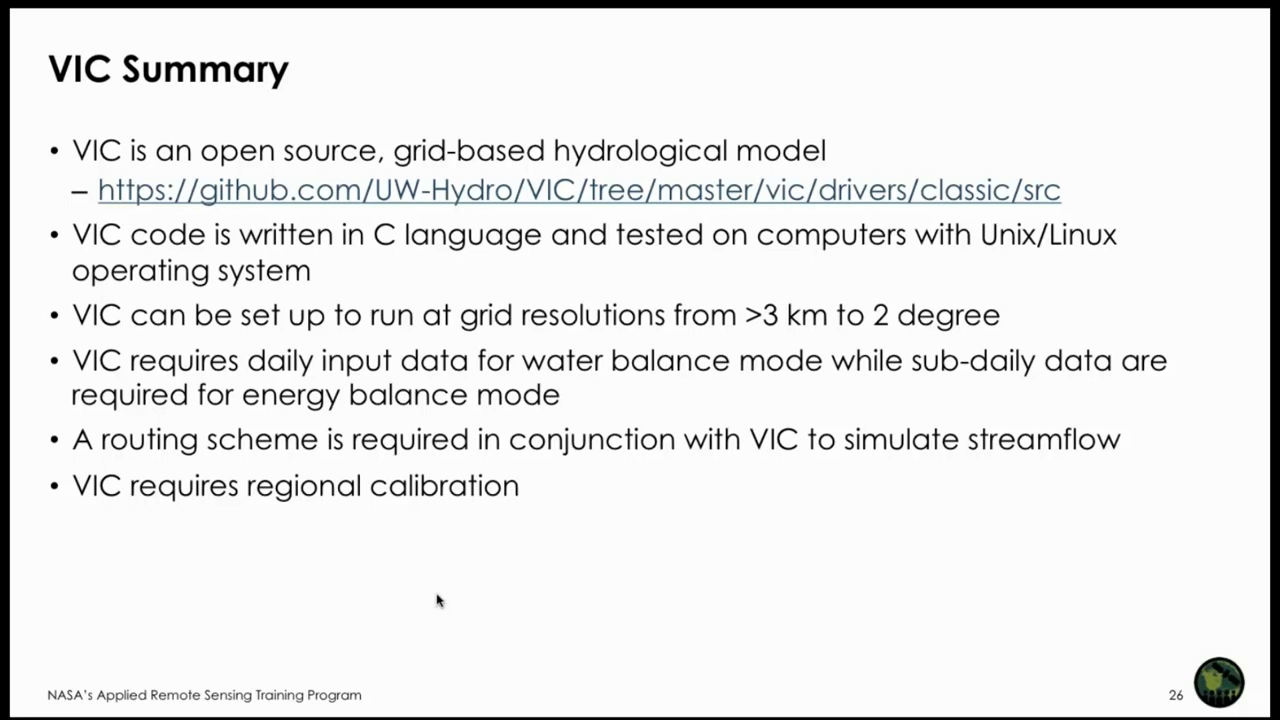 VIC Summary
• VIC is an open source, grid-based hydrological model
– https://github.com/UW-Hydro/VIC/tree/master/vic/drivers/classic/src
• VIC code is written in C language and tested on computers with Unix/Linux
operating system
• VIC can be set up to run at grid resolutions from >3 km to 2 degree
• VIC requires daily input data for water balance mode while sub-daily data are
required for energy balance mode
• A routing scheme is required in conjunction with VIC to simulate streamflow
• VIC requires regional calibration
NASA's Applied Remote Sensing Training Program
26